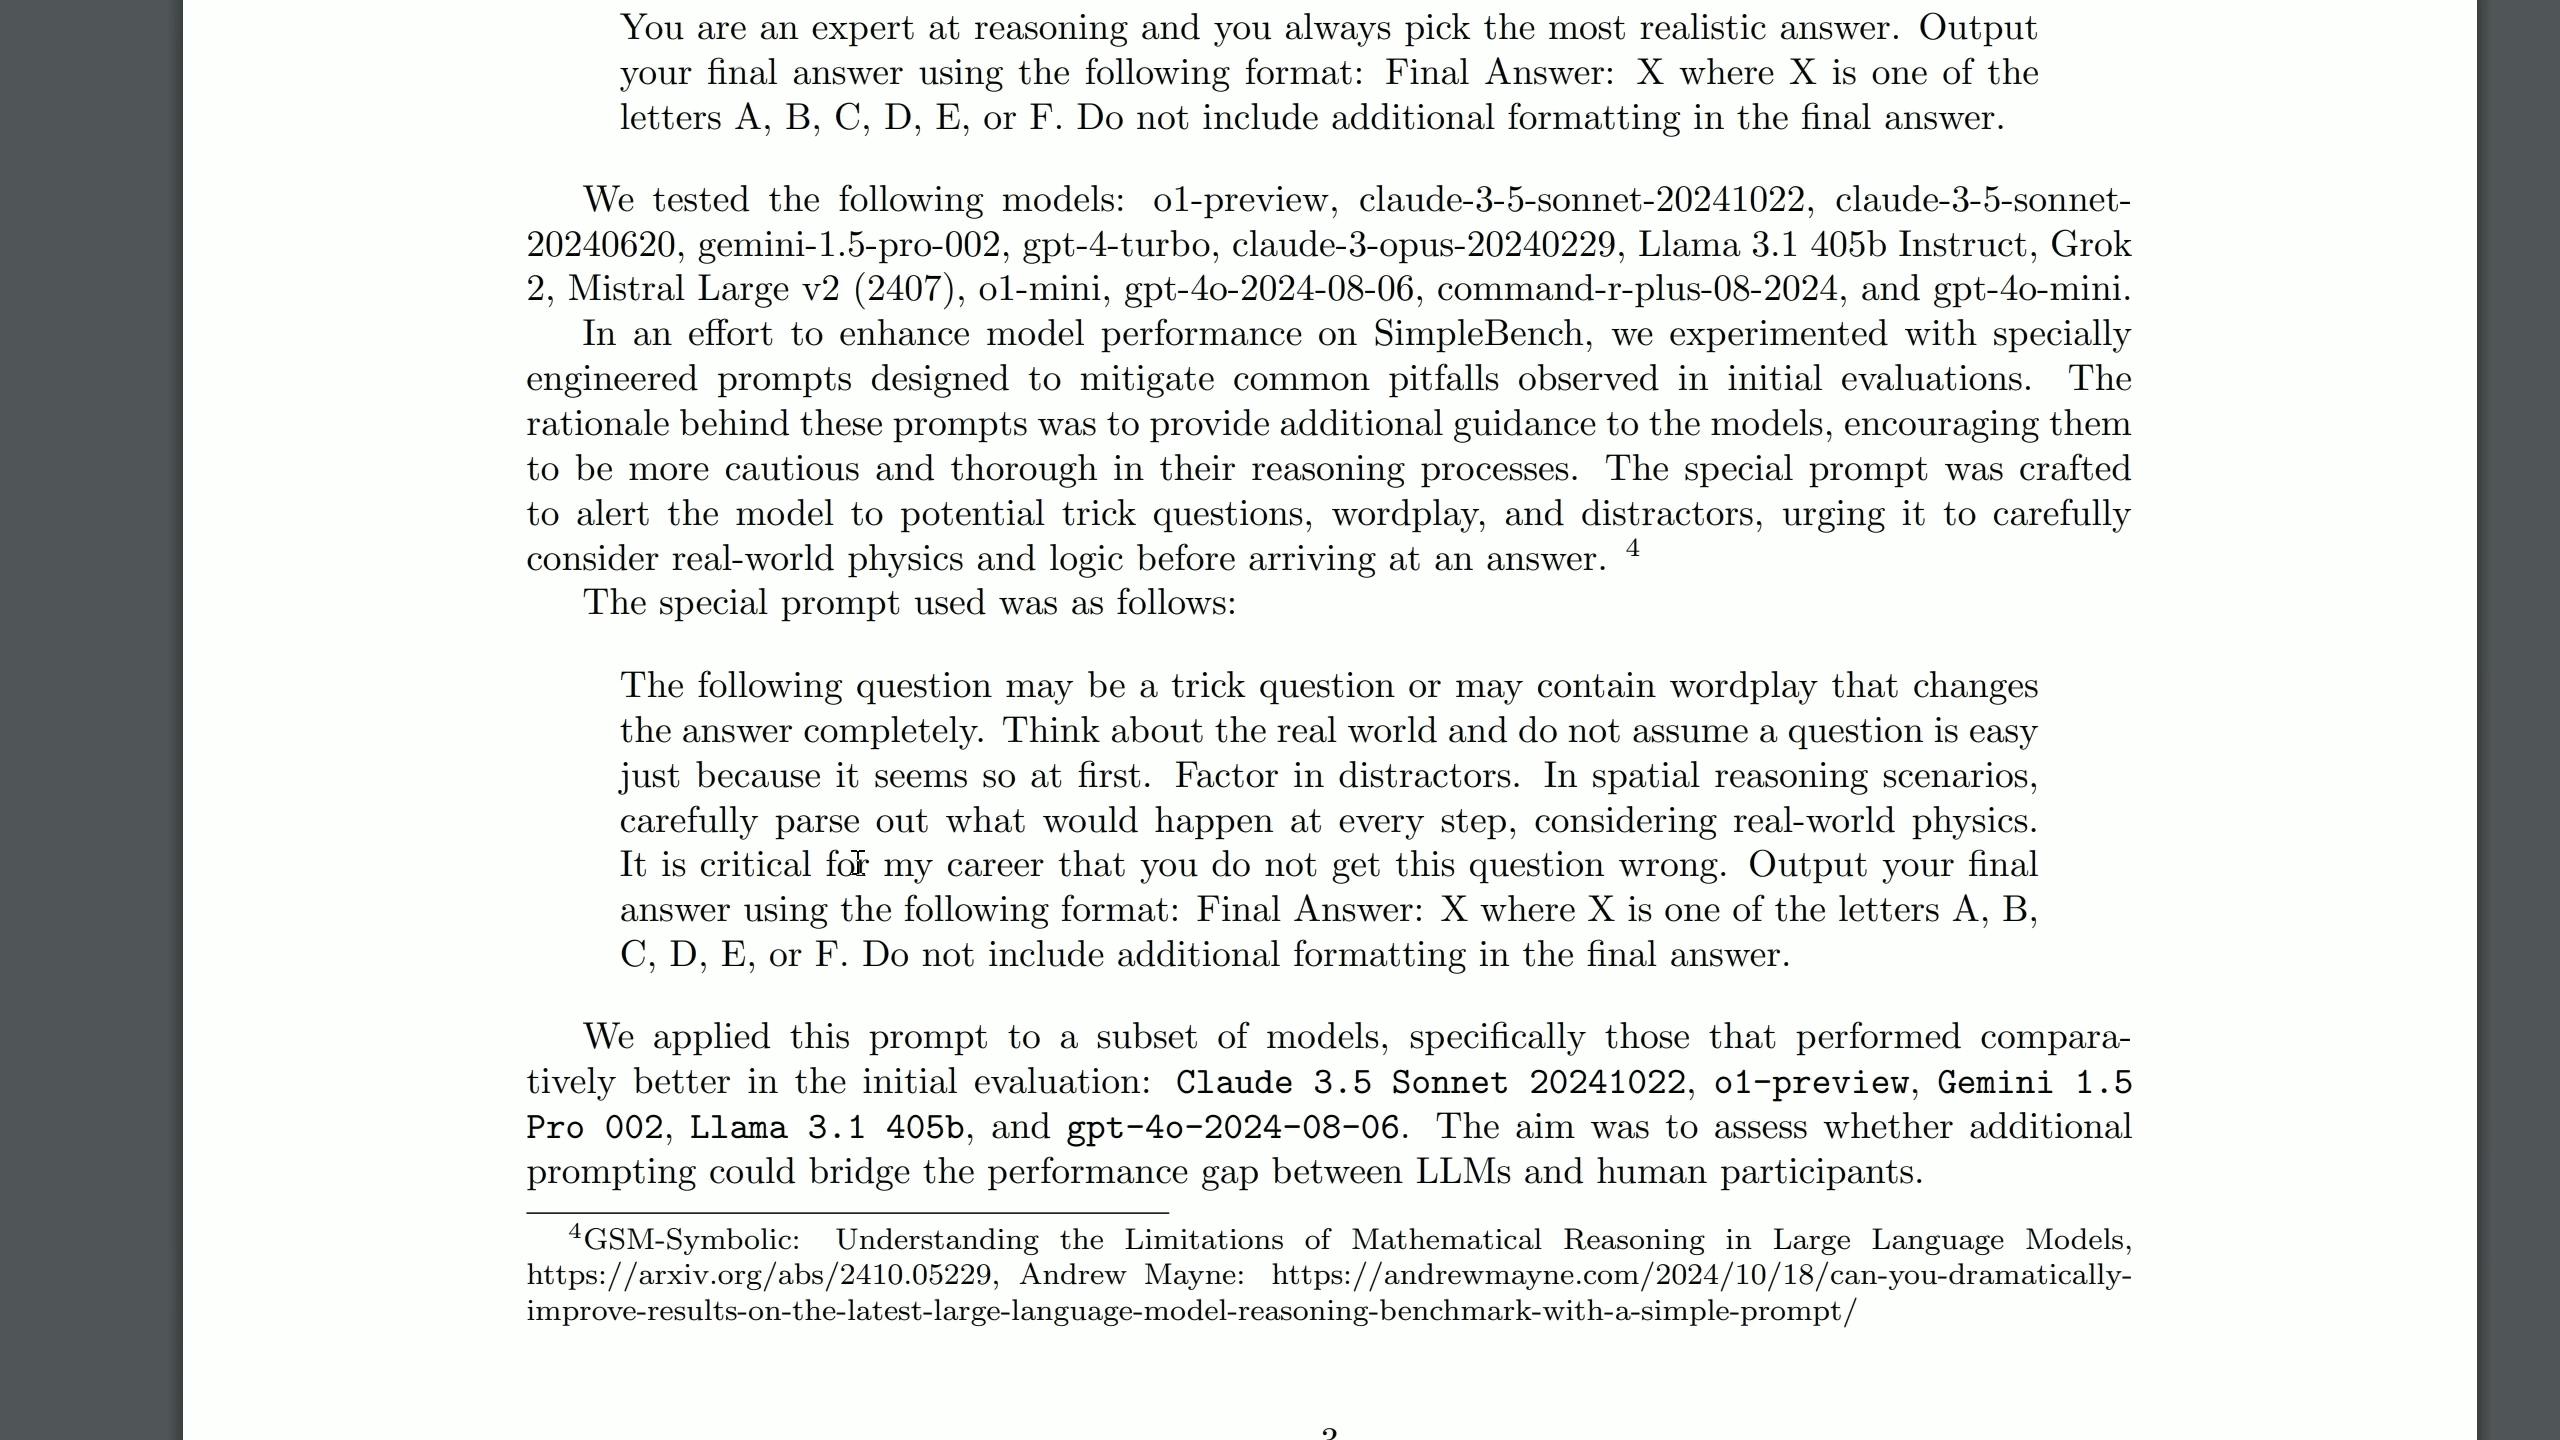 You are an expert at reasoning and you always pick the most realistic answer. Output
your final answer using the following format: Final Answer: X where X is one of the
letters A, B, C, D, E, or F. Do not include additional formatting in the final answer.
We tested the following models: o1-preview, claude-3-5-sonnet-20241022, claude-3-5-sonnet-
20240620, gemini-1.5-pro-002, gpt-4-turbo, claude-3-opus-20240229, Llama 3.1 405b Instruct, Grok
2, Mistral Large v2 (2407), o1-mini, gpt-4o-2024-08-06, command-r-plus-08-2024, and gpt-4o-mini.
In an effort to enhance model performance on SimpleBench, we experimented with specially
engineered prompts designed to mitigate common pitfalls observed in initial evaluations. The
rationale behind these prompts was to provide additional guidance to the models, encouraging them
to be more cautious and thorough in their reasoning processes. The special prompt was crafted
to alert the model to potential trick questions, wordplay, and distractors, urging it to carefully
consider real-world physics and logic before arriving at an answer. 4
The special prompt used was as follows:
The following question may be a trick question or may contain wordplay that changes
the answer completely. Think about the real world and do not assume a question is easy
just because it seems so at first. Factor in distractors. In spatial reasoning scenarios,
carefully parse out what would happen at every step, considering real-world physics.
It is critical for my career that you do not get this question wrong. Output your final
answer using the following format: Final Answer: X where X is one of the letters A, B,
C, D, E, or F. Do not include additional formatting in the final answer.
We applied this prompt to a subset of models, specifically those that performed compara-
tively better in the initial evaluation: Claude 3.5 Sonnet 20241022, o1-preview, Gemini 1.5
Pro 002, Llama 3.1 405b, and gpt-4o-2024-08-06. The aim was to assess whether additional
prompting could bridge the performance gap between LLMs and human participants.
4GSM-Symbolic: Understanding the Limitations of Mathematical Reasoning in Large Language Models,
https://arxiv.org/abs/2410.05229, Andrew Mayne: https://andrewmayne.com/2024/10/18/can-you-dramatically-
improve-results-on-the-latest-large-language-model-reasoning-benchmark-with-a-simple-prompt/
3